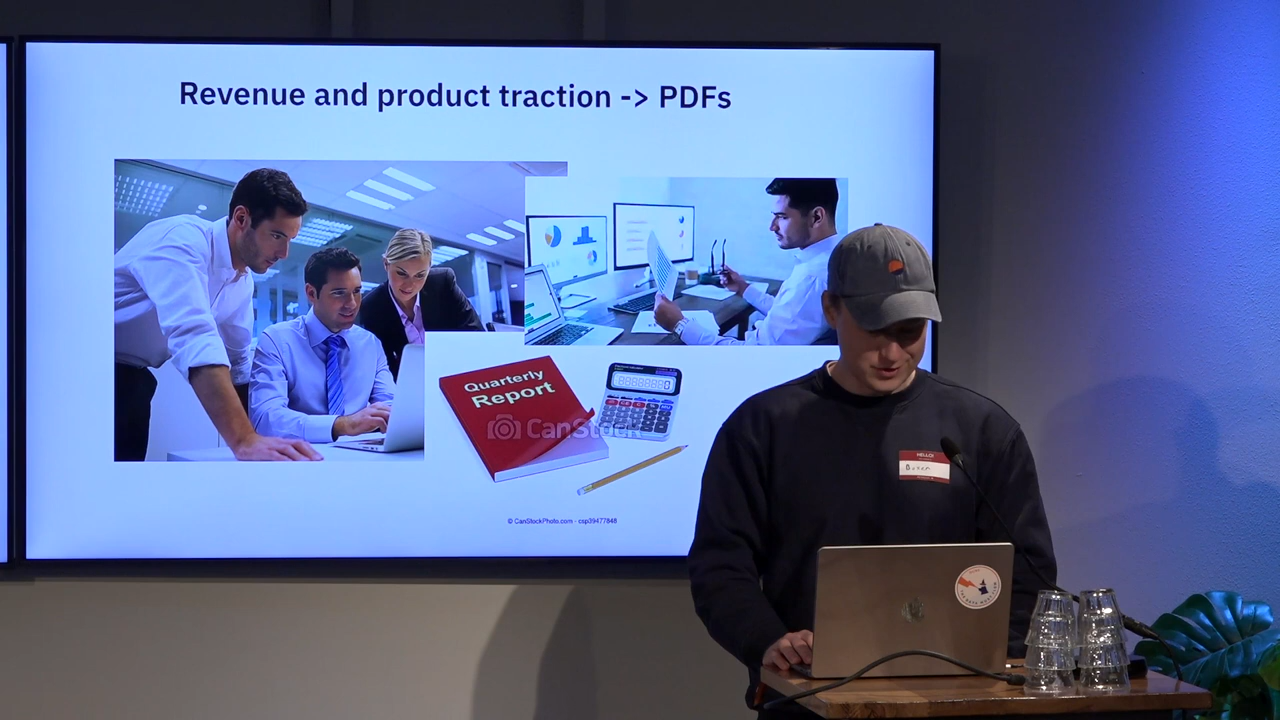 Revenue and product traction -> PDFs
Quarterly
Report
CanStock
© CanStockPhoto.com - csp39477848
HELLO!